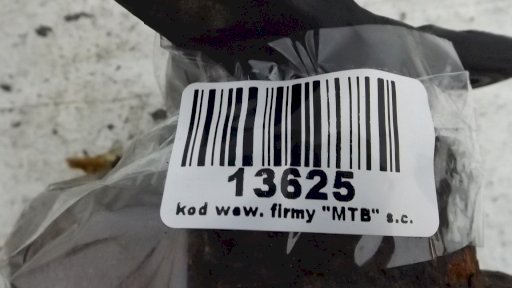 13625
kod wew. firmy "MTB" s.c.